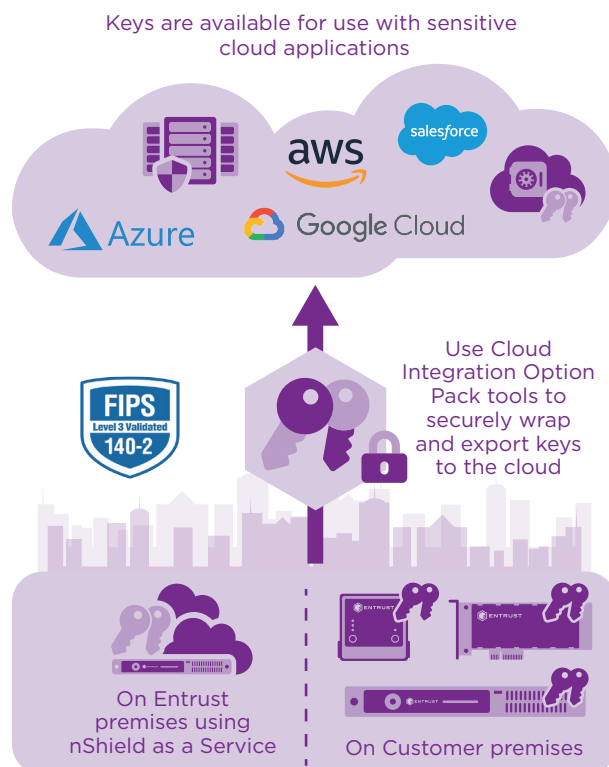 Keys are available for use with sensitive
cloud applications
aws
salesforce
Azure
Google Cloud
Use Cloud
Integration Option
Pack tools to
securely wrap
and export keys
to the cloud
FIPS
Level 3 Validated
140-2
ENTRUST
ENTRUST
ENTRUST
ENTRUST
On Entrust
premises using
nShield as a Service
On Customer premises